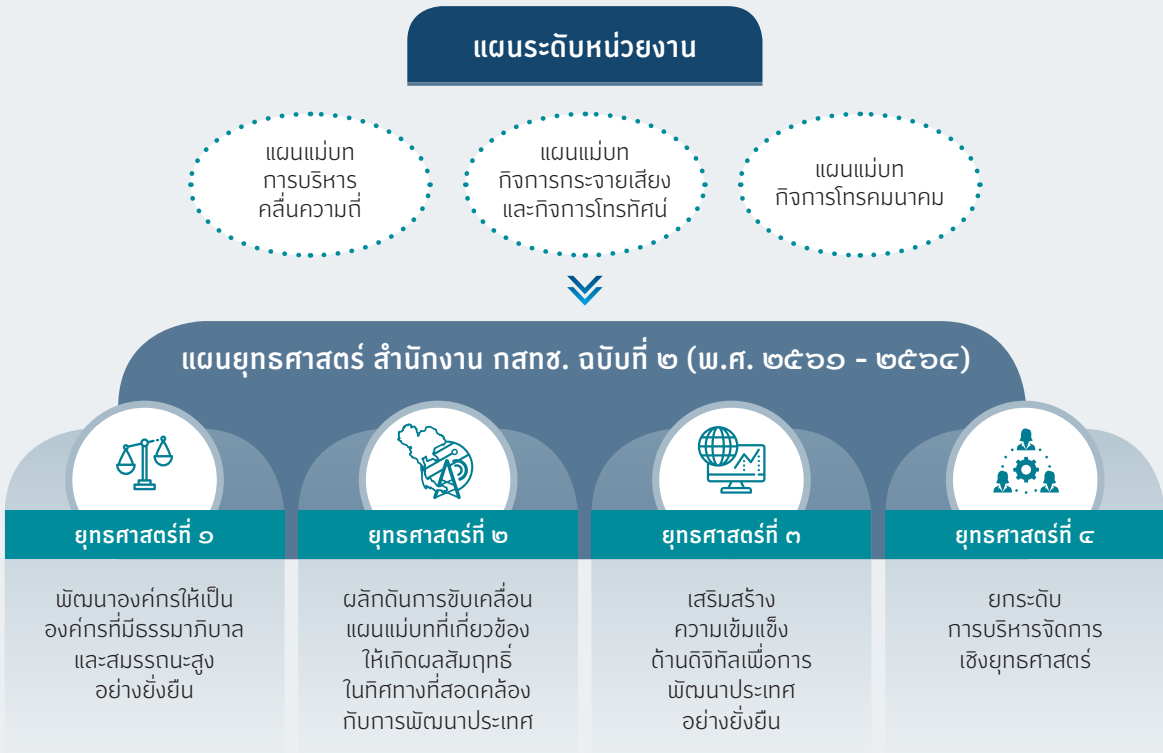 แผนระดับหน่วยงาน
แผนแม่บท
การบริหาร
คลื่นความถี่
แผนแม่บท
กิจการกระจายเสียง
และกิจการโทรทัศน์
แผนแม่บท
กิจการโทรคมนาคม
แผนยุทธศาสตร์ สำนักงาน กสทช. ฉบับที่ ๒ (พ.ศ. ๒๕๖๑ - ๒๕๖๔)
ยุทธศาสตร์ที่ ๑
พัฒนาองค์กรให้เป็น
องค์กรที่มีธรรมาภิบาล
และสมรรถนะสูง
อย่างยั่งยืน
ยุทธศาสตร์ที่ ๒
ผลักดันการขับเคลื่อน
แผนแม่บทที่เกี่ยวข้อง
ให้เกิดผลสัมฤทธิ์
ในทิศทางที่สอดคล้อง
กับการพัฒนาประเทศ
ยุทธศาสตร์ที่ ๓
เสริมสร้าง
ความเข้มแข็ง
ด้านดิจิทัลเพื่อการ
พัฒนาประเทศ
อย่างยั่งยืน
ยุทธศาสตร์ที่ ๔
ยกระดับ
การบริหารจัดการ
เชิงยุทธศาสตร์